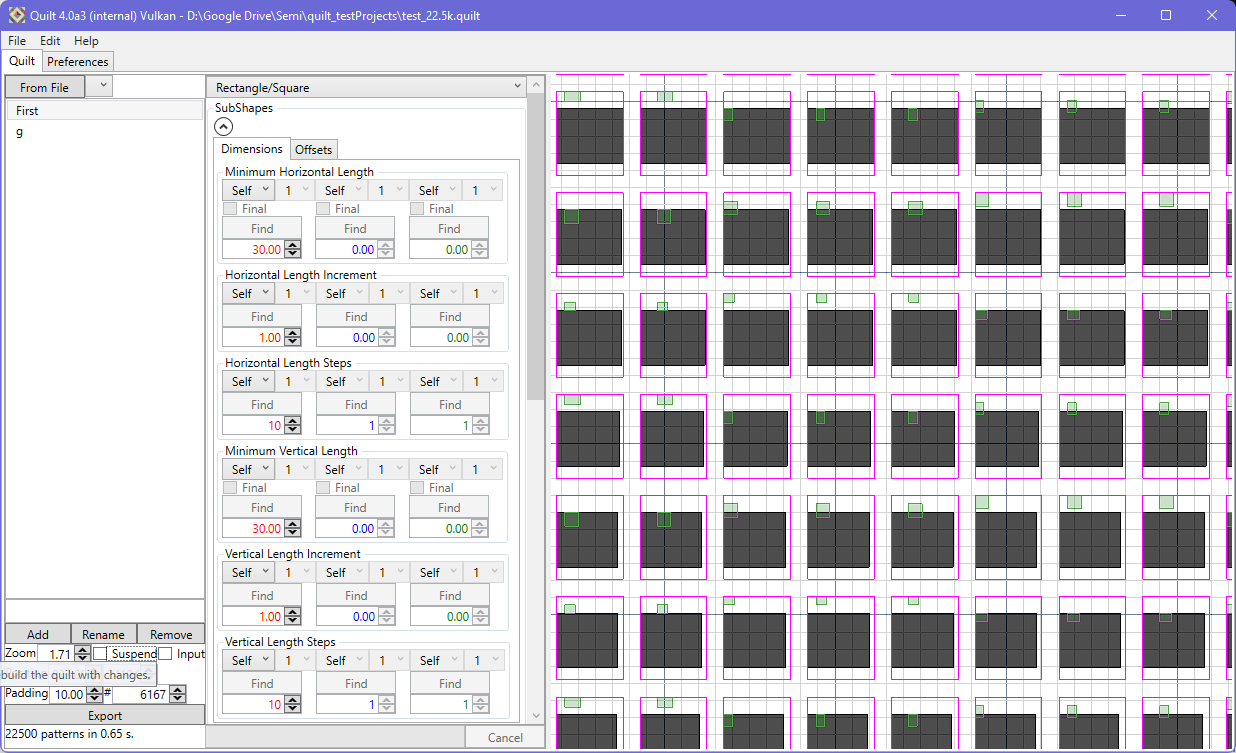 Quilt 4.0a3 (internal) Vulkan - D:\Google Drive\Semi\quilt_testProjects\test_22.5k.quilt
File Edit Help
Quilt Preferences
From File
First
g
Rectangle/Square
SubShapes
Dimensions Offsets
Minimum Horizontal Length
Self 1 Self 1 Self 1
Final Final Final
Find Find Find
30.00 0.00 0.00
Horizontal Length Increment
Self 1 Self 1 Self 1
Find Find Find
1.00 0.00 0.00
Horizontal Length Steps
Self 1 Self 1 Self 1
Find Find Find
10 1 1
Minimum Vertical Length
Self 1 Self 1 Self 1
Final Final Final
Find Find Find
30.00 0.00 0.00
Vertical Length Increment
Self 1 Self 1 Self 1
Find Find Find
1.00 0.00 0.00
Vertical Length Steps
Self 1 Self 1 Self 1
Find Find Find
10 1 1
Add Rename Remove
Zoom 1.71 Suspend Input
build the quilt with changes.
Padding 10.00 # 6167
Export
22500 patterns in 0.65 s.
Cancel